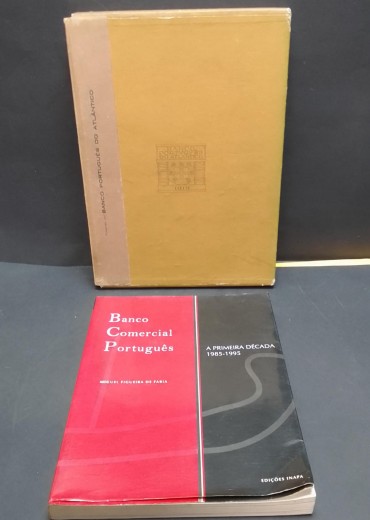 BANCO PORTUGUÊS DO ATLÂNTICO
Banco
Comercial
Português
A PRIMEIRA DÉCADA
1985-1995
MIGUEL FIGUEIRA DE FARIA
EDIÇÕES INAPA